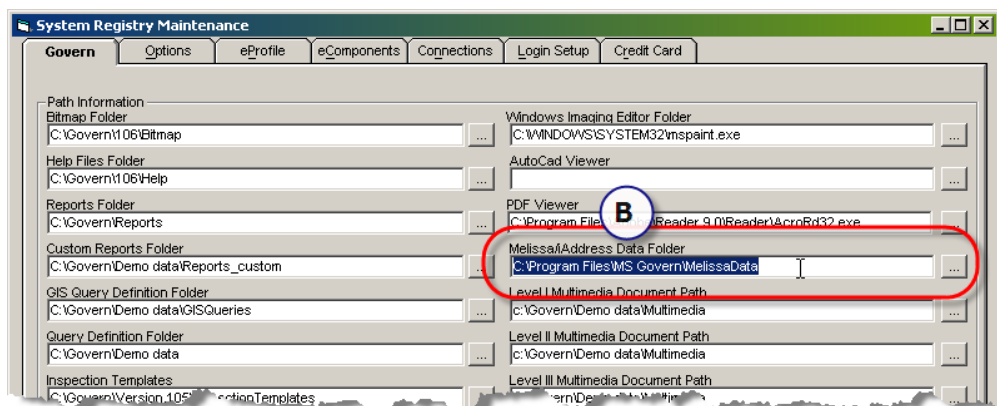 System Registry Maintenance
Govern Options eProfile eComponents Connections Login Setup Credit Card
Path Information
Bitmap Folder
C:\Govern\106\Bitmap ...
Help Files Folder
C:\Govern\106\Help ...
Reports Folder
C:\Govern\Reports ...
Custom Reports Folder
C:\Govern\Demo data\Reports_custom ...
GIS Query Definition Folder
C:\Govern\Demo data\GISQueries ...
Query Definition Folder
C:\Govern\Demo data ...
Inspection Templates
C:\Govern\Version.105\
Windows Imaging Editor Folder
C:\WINDOWS\SYSTEM32\mspaint.exe ...
AutoCad Viewer
...
PDF Viewer
B
C:\Program File Reader 9.0\Reader\AcroRd32.exe ...
Melissa/IAddress Data Folder
C:\Program Files\MS Govern\MelissaData ...
Level I Multimedia Document Path
c:\Govern\Demo data\Multimedia ...
Level II Multimedia Document Path
c:\Govern\Demo data\Multimedia ...
Level III Multimedia Document Path